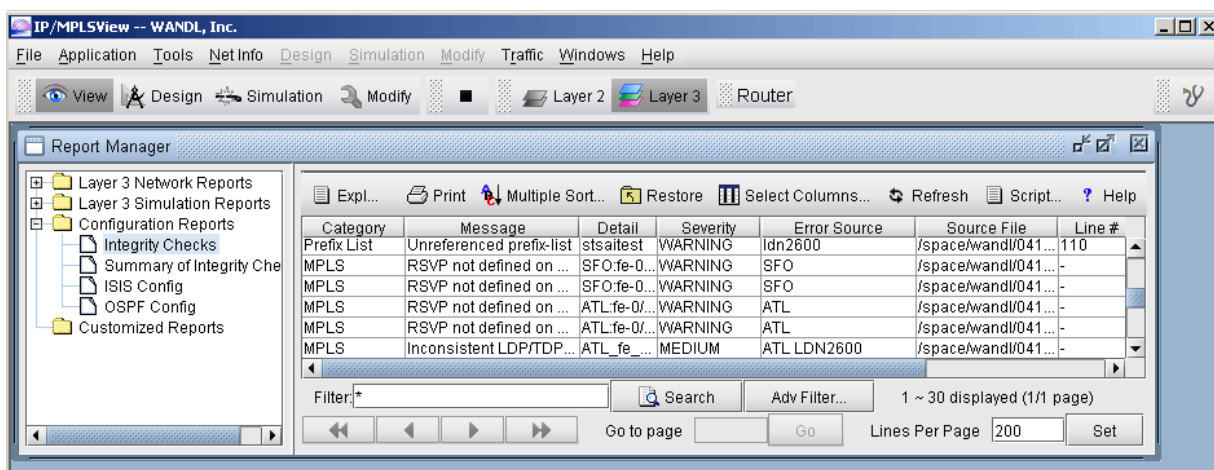 IP/MPLSView -- WANDL, Inc.
File Application Tools Net Info Design Simulation Modify Traffic Windows Help
View Design Simulation Modify Layer 2 Layer 3 Router
Report Manager
Layer 3 Network Reports
Layer 3 Simulation Reports
Configuration Reports
Integrity Checks
Summary of Integrity Che
ISIS Config
OSPF Config
Customized Reports
Expl... Print Multiple Sort... Restore Select Columns... Refresh Script... Help
Category Message Detail Severity Error Source Source File Line #
Prefix List Unreferenced prefix-list stsaitest WARNING ldn2600 /space/wandl/041... 110
MPLS RSVP not defined on ... SFO:fe-0... WARNING SFO /space/wandl/041... -
MPLS RSVP not defined on ... SFO:fe-0... WARNING SFO /space/wandl/041... -
MPLS RSVP not defined on ... ATL:fe-0/... WARNING ATL /space/wandl/041... -
MPLS RSVP not defined on ... ATL:fe-0/... WARNING ATL /space/wandl/041... -
MPLS Inconsistent LDP/TDP... ATL_fe_... MEDIUM ATL LDN2600 /space/wandl/041... -
Filter: * Search Adv Filter... 1 ~ 30 displayed (1/1 page)
Go to page Go Lines Per Page 200 Set